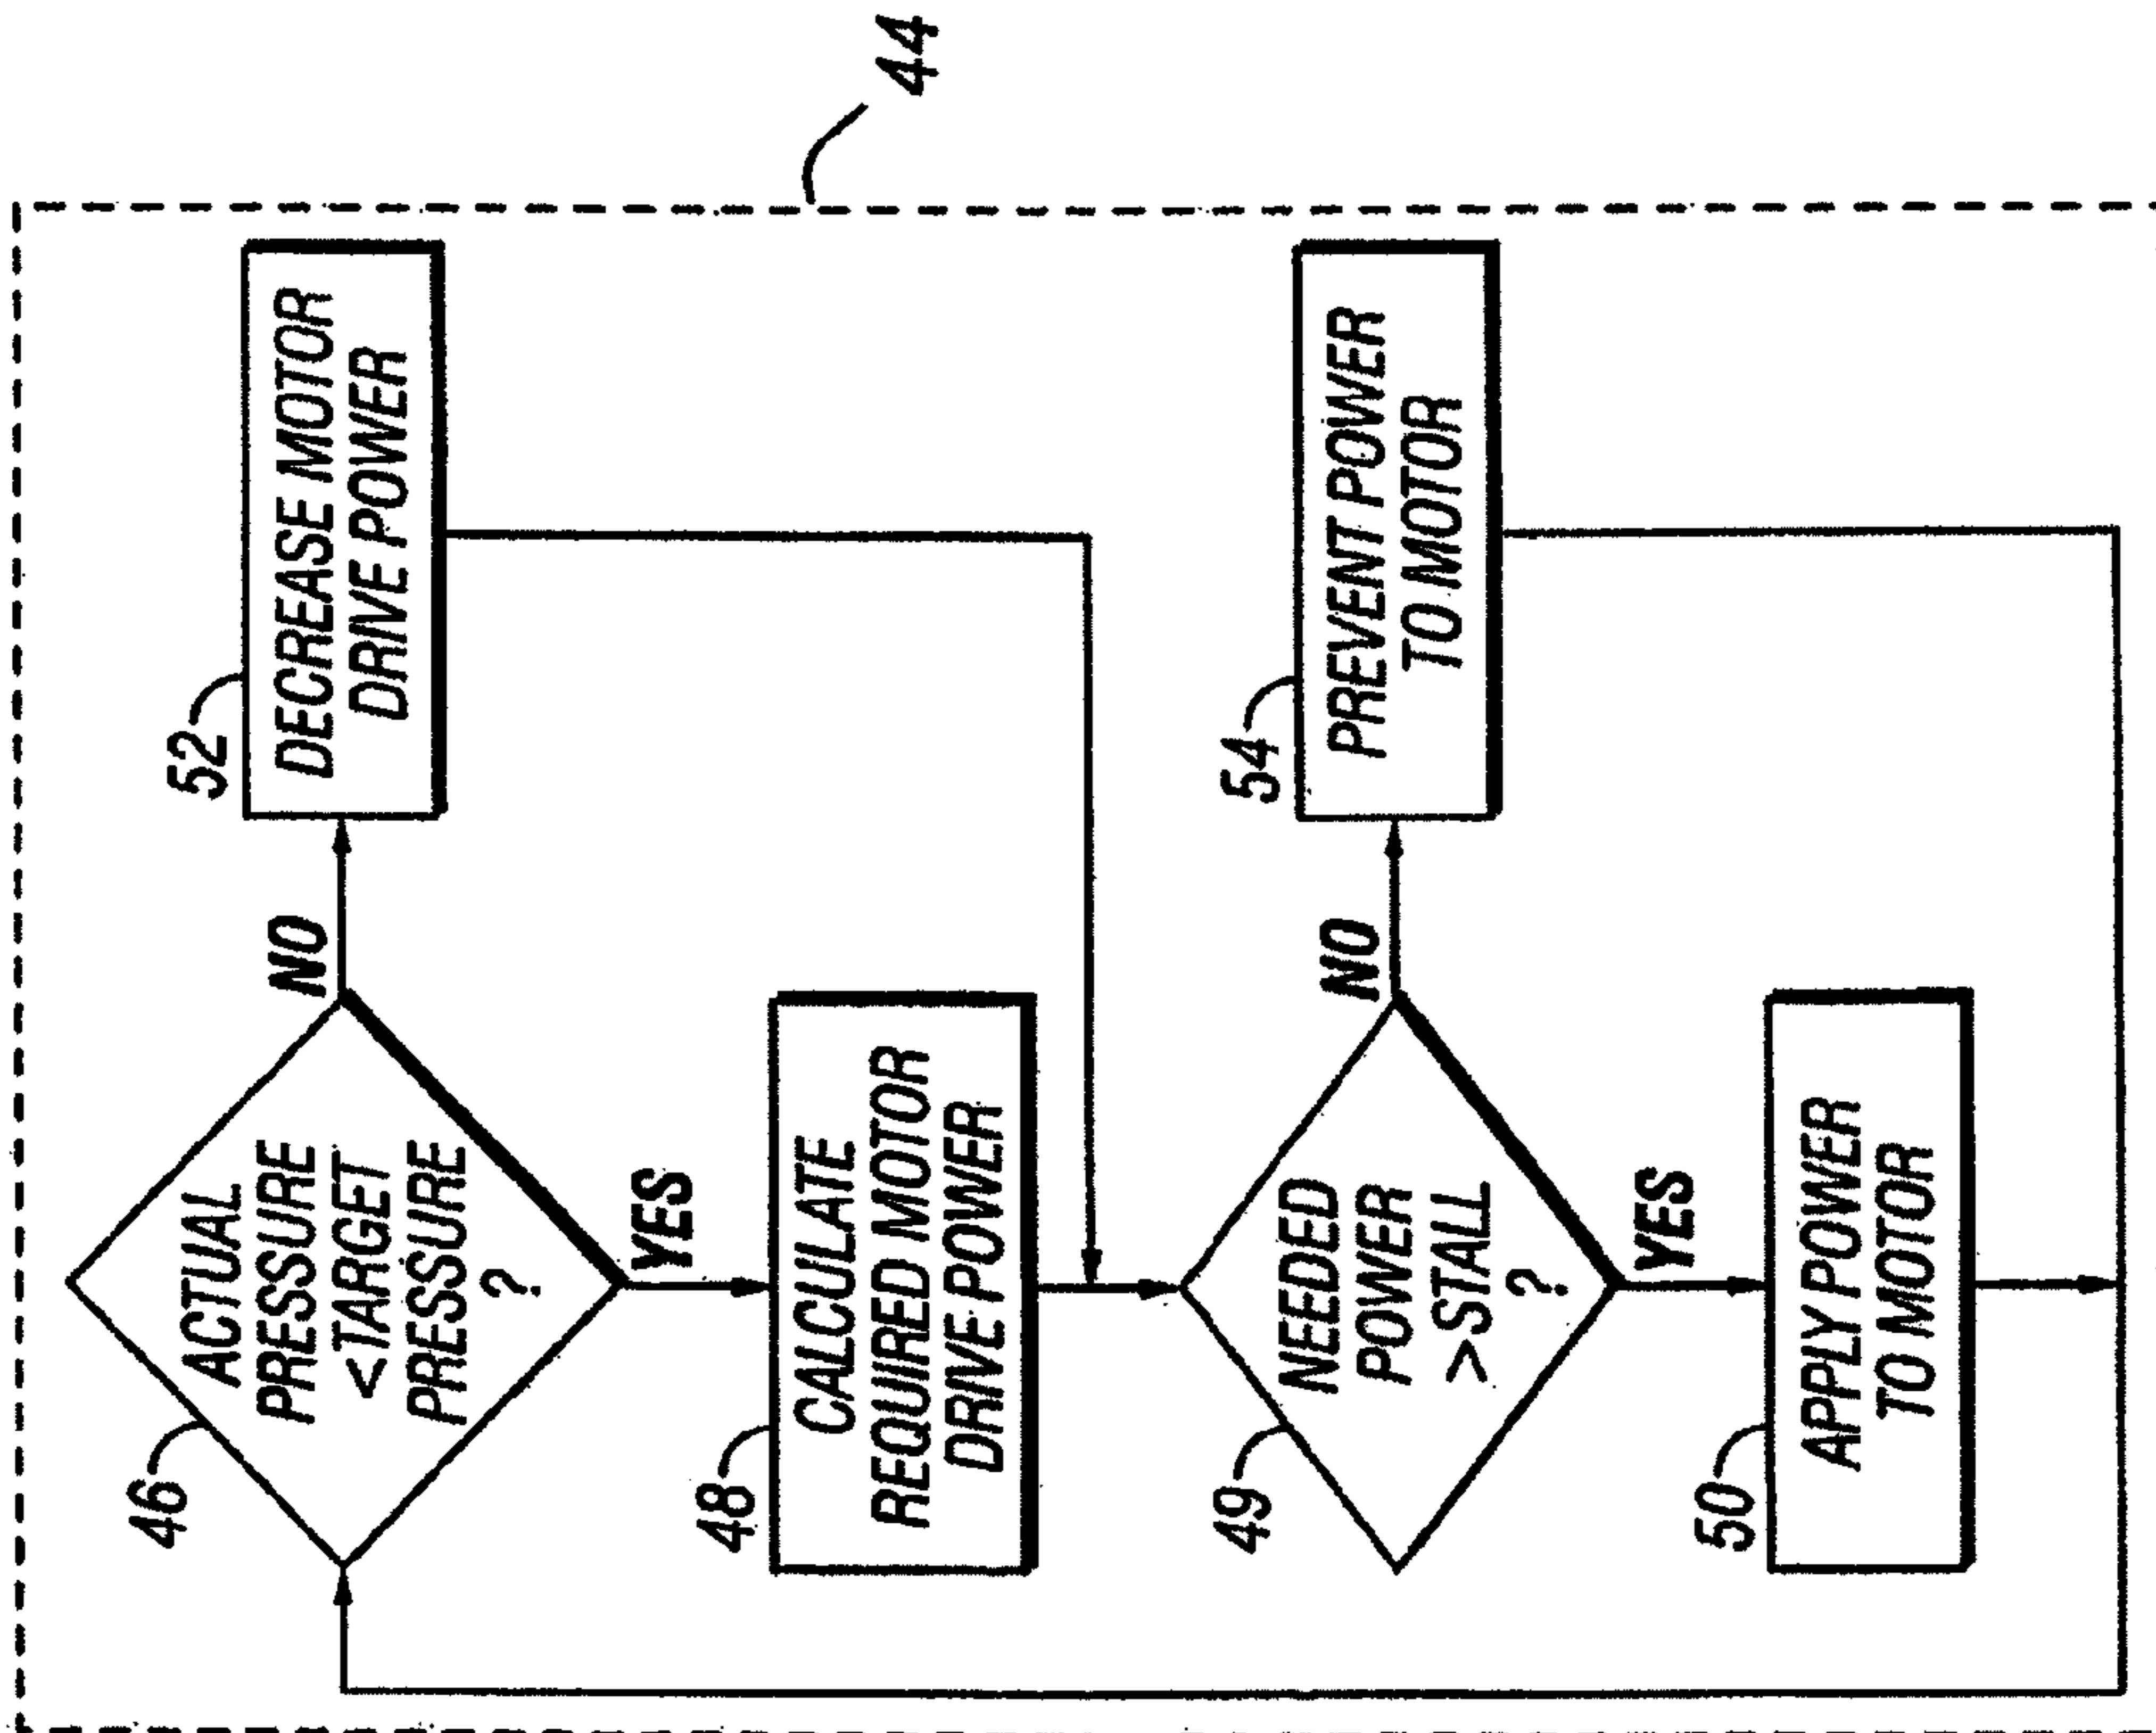 44
46
ACTUAL
PRESSURE
<TARGET
PRESSURE
?
NO
52
DECREASE MOTOR
DRIVE POWER
YES
48
CALCULATE
REQUIRED MOTOR
DRIVE POWER
49
NEEDED
POWER
>STALL
?
NO
54
PREVENT POWER
TO MOTOR
YES
50
APPLY POWER
TO MOTOR